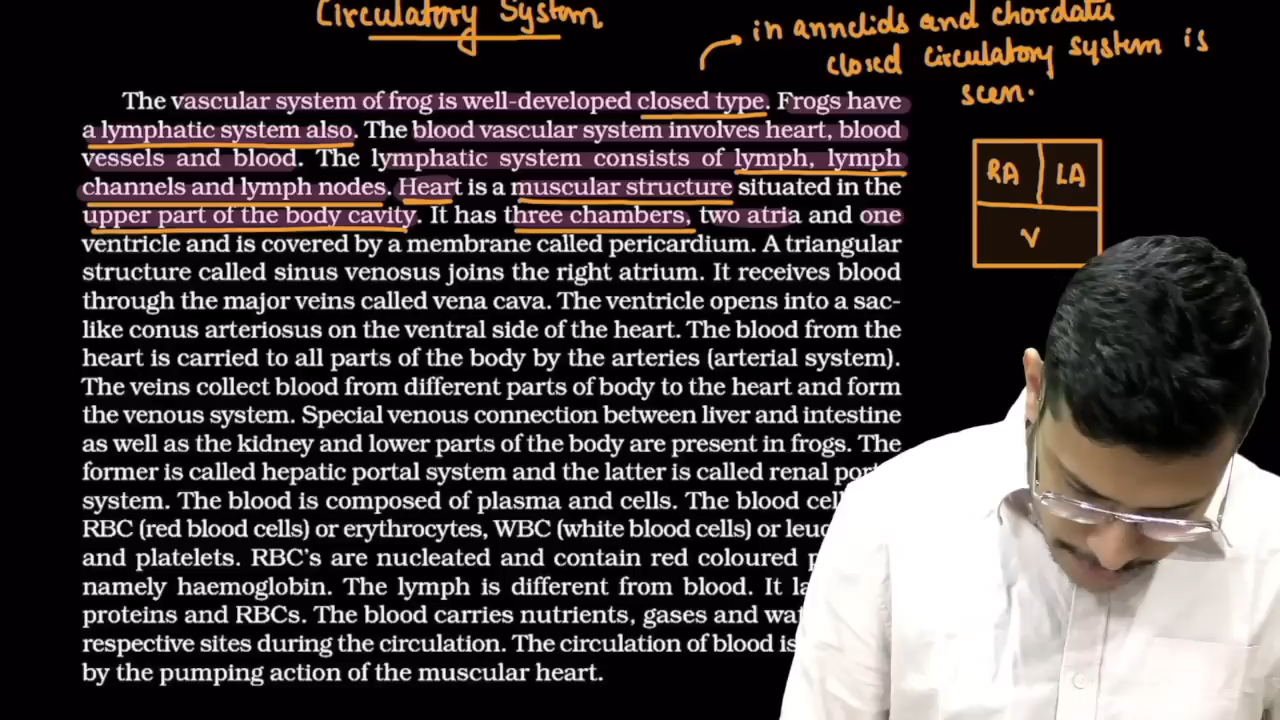 Circulatory System
in annelids and chordates
closed circulatory system is
seen.
The vascular system of frog is well-developed closed type. Frogs have
a lymphatic system also. The blood vascular system involves heart, blood
vessels and blood. The lymphatic system consists of lymph, lymph
channels and lymph nodes. Heart is a muscular structure situated in the
upper part of the body cavity. It has three chambers, two atria and one
ventricle and is covered by a membrane called pericardium. A triangular
structure called sinus venosus joins the right atrium. It receives blood
through the major veins called vena cava. The ventricle opens into a sac-
like conus arteriosus on the ventral side of the heart. The blood from the
heart is carried to all parts of the body by the arteries (arterial system).
The veins collect blood from different parts of body to the heart and form
the venous system. Special venous connection between liver and intestine
as well as the kidney and lower parts of the body are present in frogs. The
former is called hepatic portal system and the latter is called renal
system. The blood is composed of plasma and cells. The blood
RBC (red blood cells) or erythrocytes, WBC (white blood cells) or
and platelets. RBC's are nucleated and contain red coloured
namely haemoglobin. The lymph is different from blood. It
proteins and RBCs. The blood carries nutrients, gases and
respective sites during the circulation. The circulation of blood is
by the pumping action of the muscular heart.
RA LA
V